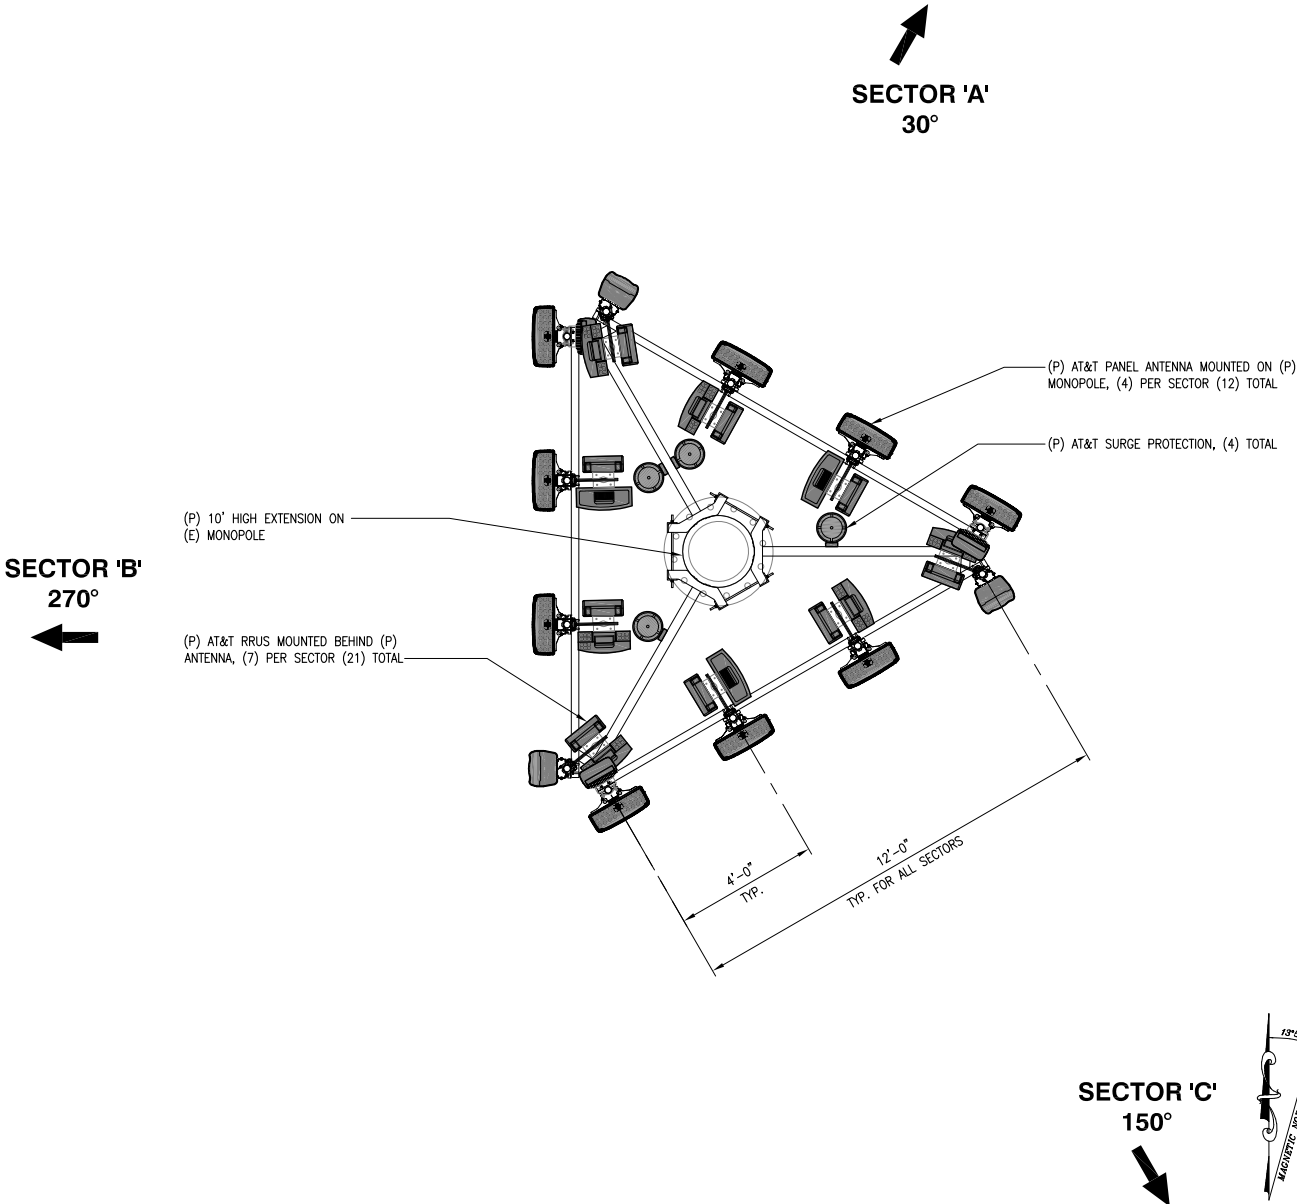 SECTOR 'A'
30°
(P) AT&T PANEL ANTENNA MOUNTED ON (P)
MONOPOLE, (4) PER SECTOR (12) TOTAL
(P) AT&T SURGE PROTECTION, (4) TOTAL
(P) 10' HIGH EXTENSION ON
(E) MONOPOLE
SECTOR 'B'
270°
(P) AT&T RRUS MOUNTED BEHIND (P)
ANTENNA, (7) PER SECTOR (21) TOTAL
4'-0"
TYP.
12'-0"
TYP. FOR ALL SECTORS
SECTOR 'C'
150°
MAGNETIC